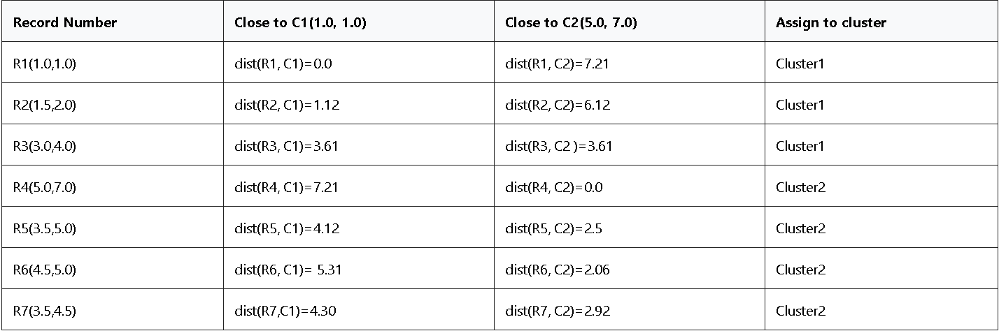 Record Number Close to C1(1.0, 1.0) Close to C2(5.0, 7.0) Assign to cluster
R1(1.0,1.0) dist(R1, C1)=0.0 dist(R1, C2)=7.21 Cluster1
R2(1.5,2.0) dist(R2, C1)=1.12 dist(R2, C2)=6.12 Cluster1
R3(3.0,4.0) dist(R3, C1)=3.61 dist(R3, C2 )=3.61 Cluster1
R4(5.0,7.0) dist(R4, C1)=7.21 dist(R4, C2)=0.0 Cluster2
R5(3.5,5.0) dist(R5, C1)=4.12 dist(R5, C2)=2.5 Cluster2
R6(4.5,5.0) dist(R6, C1)= 5.31 dist(R6, C2)=2.06 Cluster2
R7(3.5,4.5) dist(R7,C1)=4.30 dist(R7, C2)=2.92 Cluster2